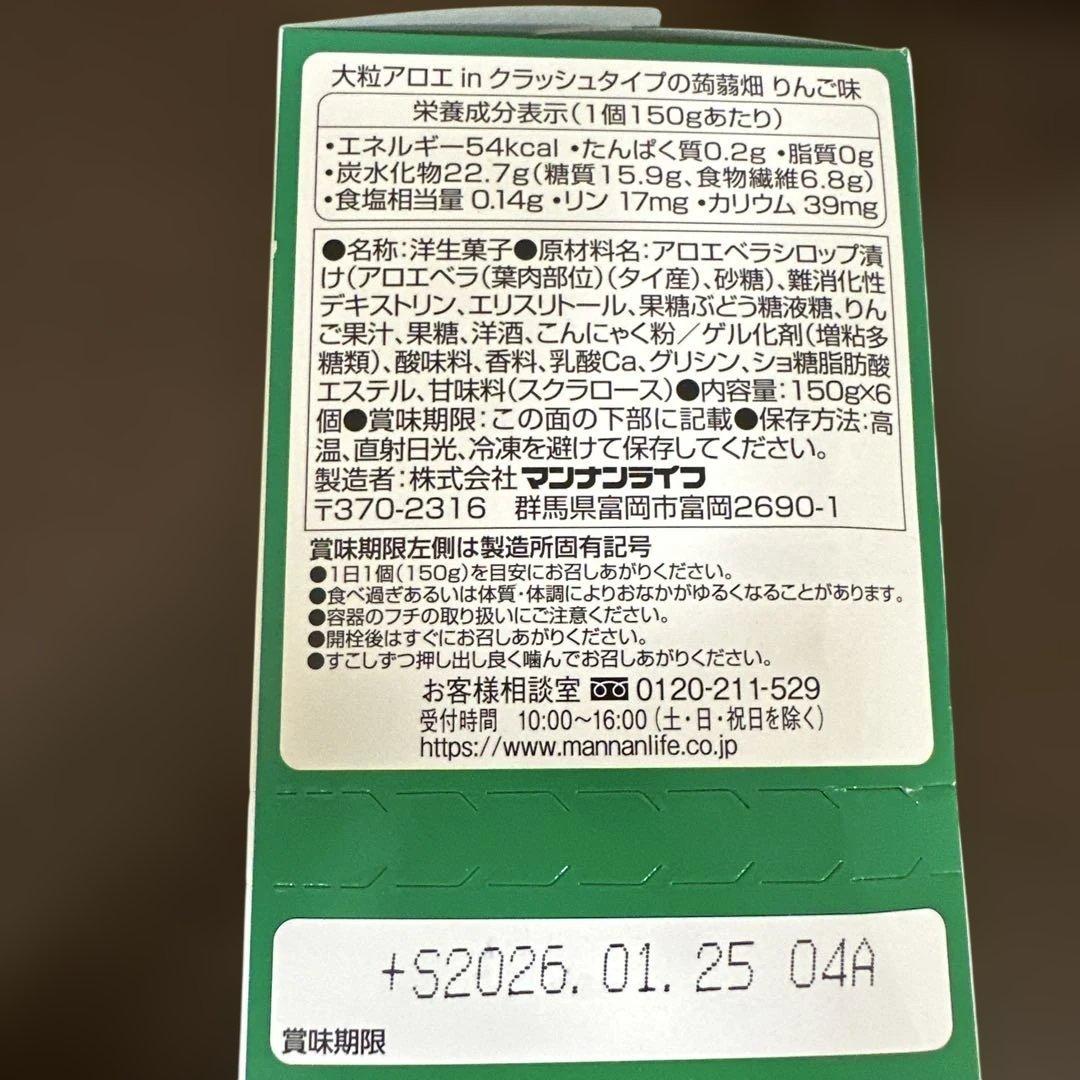 大粒アロエ in クラッシュタイプの蒟蒻畑 りんご味
栄養成分表示(1個150gあたり)
・エネルギー54kcal ・たんぱく質0.2g ・脂質0g
・炭水化物22.7g(糖質15.9g、食物繊維6.8g)
・食塩相当量 0.14g ・リン 17mg ・カリウム 39mg
●名称:洋生菓子●原材料名:アロエベラシロップ漬
け(アロエベラ(葉肉部位)(タイ産)、砂糖)、難消化性
デキストリン、エリスリトール、果糖ぶどう糖液糖、りん
ご果汁、果糖、洋酒、こんにゃく粉/ゲル化剤(増粘多
糖類)、酸味料、香料、乳酸Ca、グリシン、ショ糖脂肪酸
エステル、甘味料(スクラロース)●内容量:150g×6
個●賞味期限:この面の下部に記載●保存方法:高
温、直射日光、冷凍を避けて保存してください。
製造者:株式会社 マンナンライフ
〒370-2316 群馬県富岡市富岡2690-1
賞味期限左側は製造所固有記号
●1日1個(150g)を目安にお召しあがりください。
●食べ過ぎあるいは体質・体調によりおなかがゆるくなることがあります。
●容器のフチの取り扱いにご注意ください。
●開栓後はすぐにお召しあがりください。
●すこしずつ押し出し良く噛んでお召しあがりください。
お客様相談室 0120-211-529
受付時間 10:00~16:00(土・日・祝日を除く)
https://www.mannanlife.co.jp
+S2026.01.25 04A
賞味期限